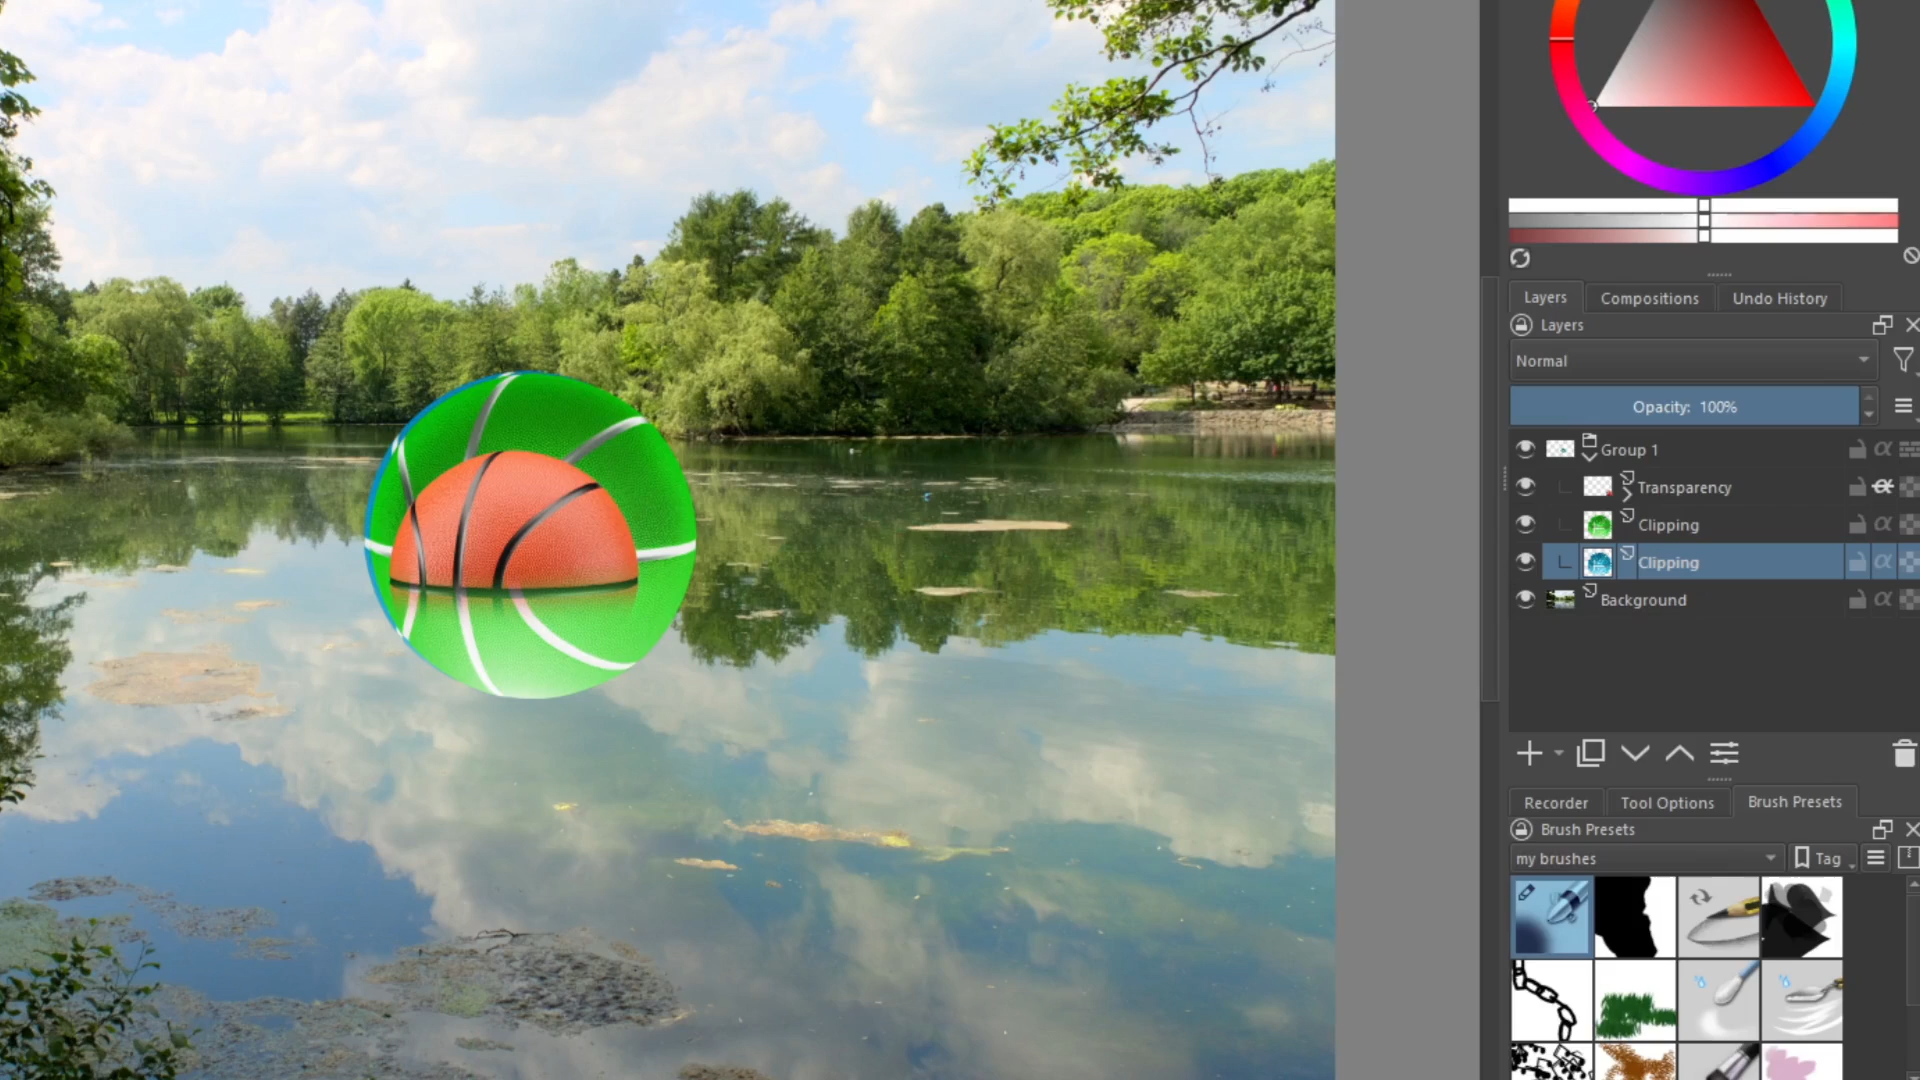 Layers Compositions Undo History
Layers
Normal
Opacity: 100%
Group 1
Transparency
Clipping
Clipping
Background
Recorder Tool Options Brush Presets
Brush Presets
my brushes Tag